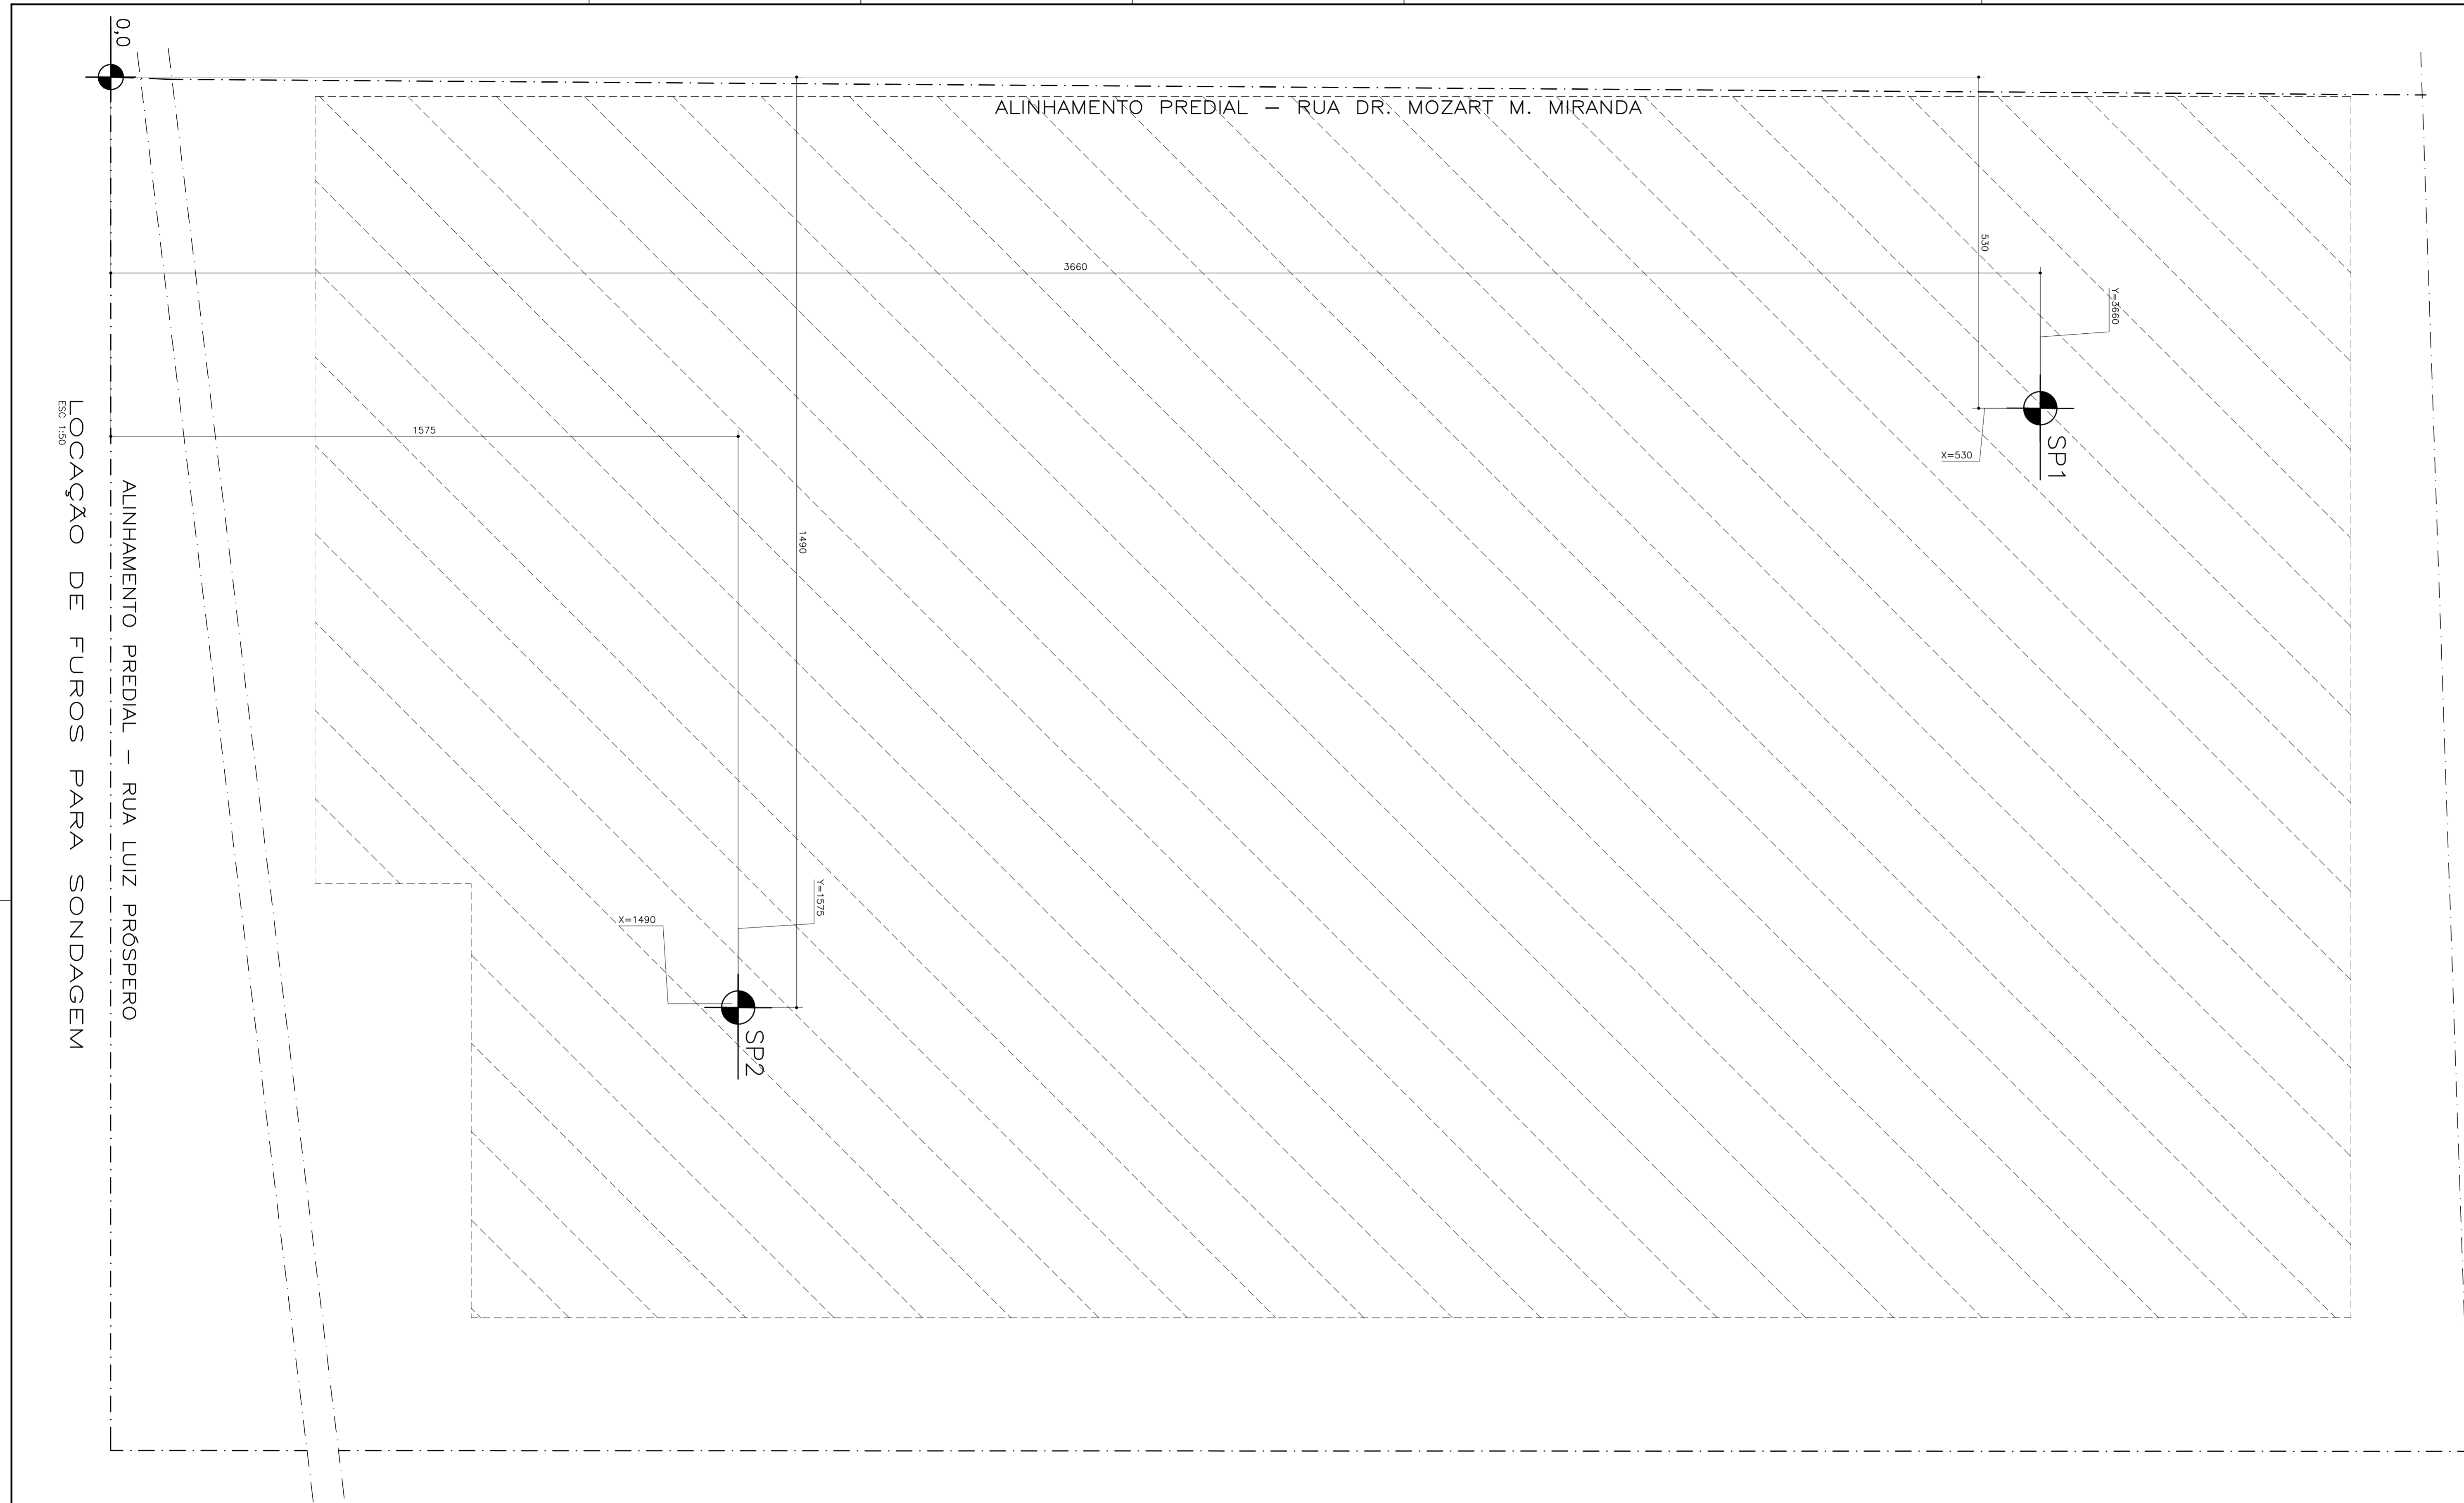 0,0
ALINHAMENTO PREDIAL – RUA DR. MOZART M. MIRANDA
530
3660
Y=3660
SP1
X=530
1575
1490
Y=1575
X=1490
SP2
ALINHAMENTO PREDIAL – RUA LUIZ PRÓSPERO
LOCAÇÃO DE FUROS PARA SONDAGEM
ESC 1:50